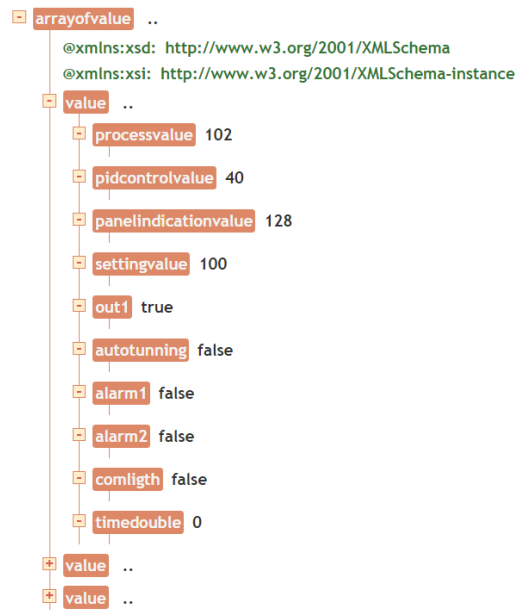 arrayofvalue ..
@xmlns:xsd: http://www.w3.org/2001/XMLSchema
@xmlns:xsi: http://www.w3.org/2001/XMLSchema-instance
value ..
processvalue 102
pidcontrolvalue 40
panelindicationvalue 128
settingvalue 100
out1 true
autotunning false
alarm1 false
alarm2 false
comligth false
timedouble 0
value ..
value ..